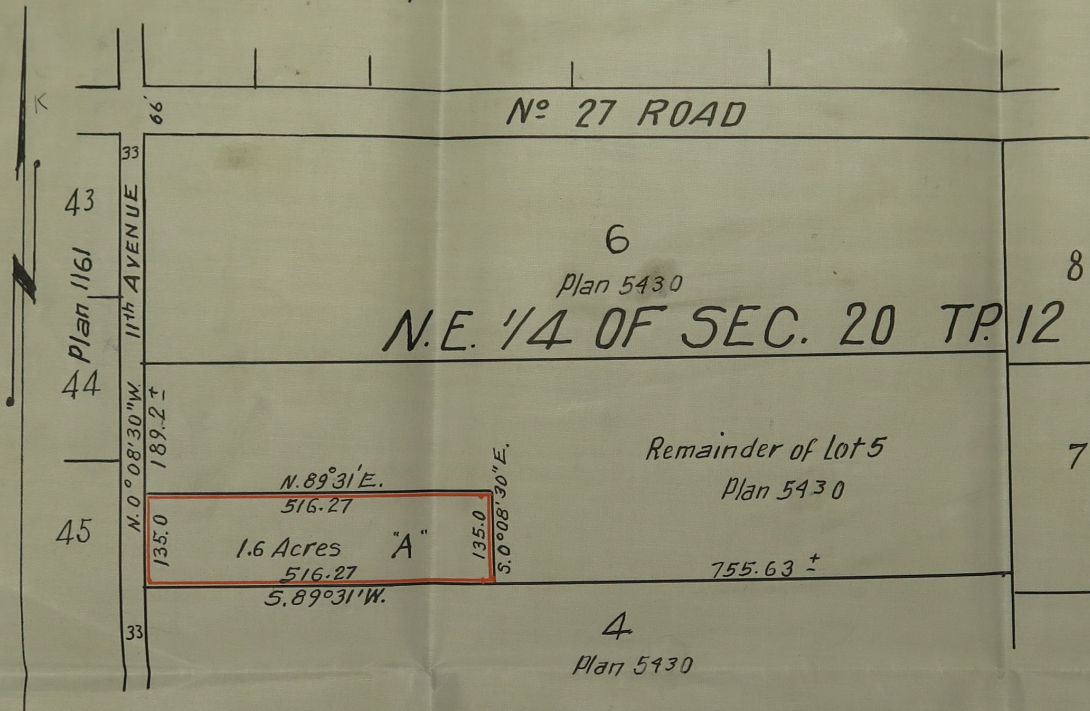 66'
Nº 27 ROAD
33
43
11th AVENUE
Plan 1161
6
Plan 5430
8
N.E. 1/4 OF SEC. 20 TP. 12
44
N.0°08'30"W.
189.2±
Remainder of Lot 5
Plan 5430
7
N.89°31'E.
516.27
S.0°08'30"E.
45
135.0
1.6 Acres "A"
135.0
516.27
755.63±
S.89°31'W.
33
4
Plan 5430